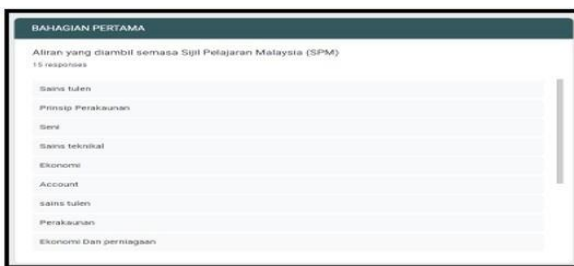 BAHAGIAN PERTAMA
Aliran yang diambil semasa Sijil Pelajaran Malaysia (SPM)
15 responses
Sains tulen
Prinsip Perakaunan
Seni
Sains teknikal
Ekonomi
Account
sains tulen
Perakaunan
Ekonomi Dan perniagaan